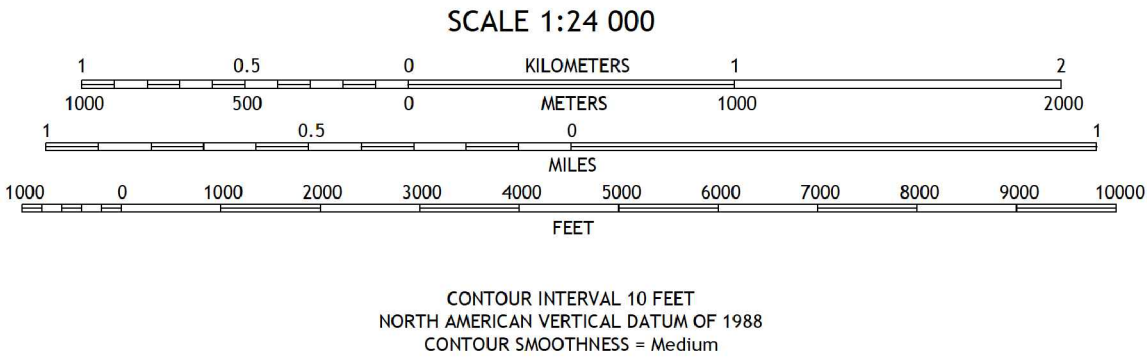 SCALE 1:24 000
1 0.5 0 KILOMETERS 1 2
1000 500 0 METERS 1000 2000
1 0.5 0 1
MILES
1000 0 1000 2000 3000 4000 5000 6000 7000 8000 9000 10000
FEET
CONTOUR INTERVAL 10 FEET
NORTH AMERICAN VERTICAL DATUM OF 1988
CONTOUR SMOOTHNESS = Medium